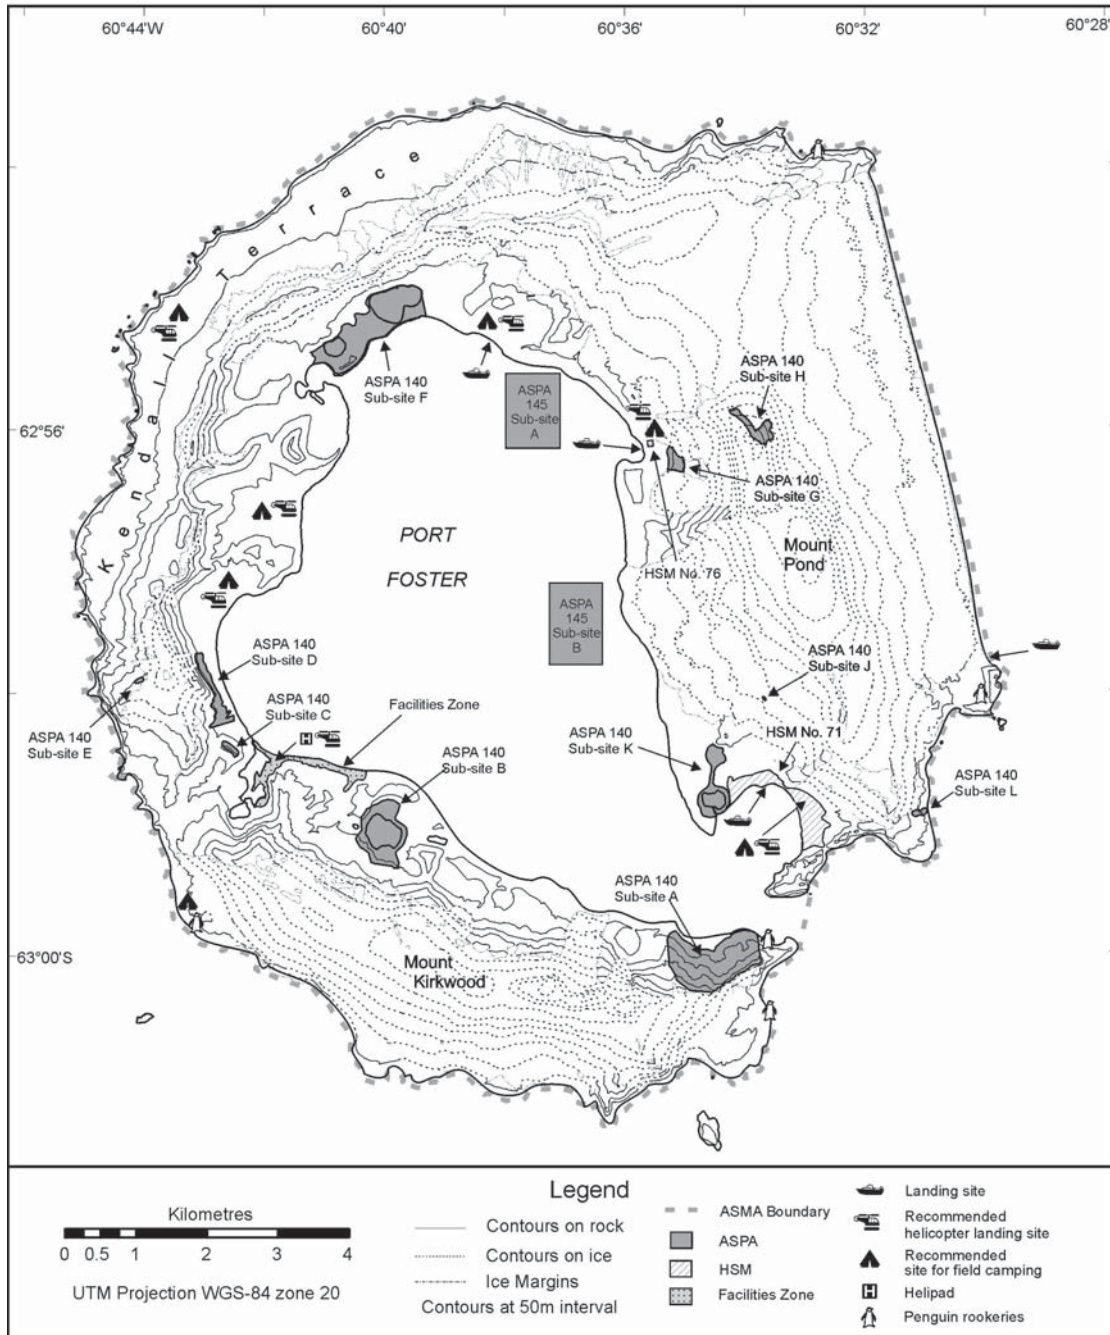 60°44'W
60°40'
60°36'
60°32'
60°28'
Kendall Terrace
ASPA 140
Sub-site F
ASPA
145
Sub-site
A
ASPA 140
Sub-site H
62°56'
ASPA 140
Sub-site G
PORT
FOSTER
Mount
Pond
HSM No. 76
ASPA
145
Sub-site
B
ASPA 140
Sub-site D
ASPA 140
Sub-site J
ASPA 140
Sub-site C
Facilities Zone
ASPA 140
Sub-site E
ASPA 140
Sub-site K
HSM No. 71
H
ASPA 140
Sub-site B
ASPA 140
Sub-site L
ASPA 140
Sub-site A
63°00'S
Mount
Kirkwood
Legend
Kilometres
0 0.5 1 2 3 4
UTM Projection WGS-84 zone 20
Contours on rock
Contours on ice
Ice Margins
Contours at 50m interval
ASMA Boundary
ASPA
HSM
Facilities Zone
Landing site
Recommended
helicopter landing site
Recommended
site for field camping
H Helipad
Penguin rookeries